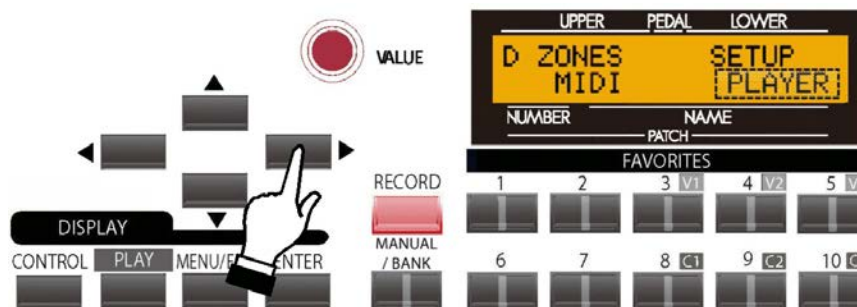 VALUE
UPPER PEDAL LOWER
D ZONES SETUP
MIDI PLAYER
NUMBER NAME
PATCH
FAVORITES
RECORD
1 2 3 V1 4 V2 5
DISPLAY
CONTROL PLAY ENTER
MANUAL
/ BANK
6 7 8 C1 9 C2 10